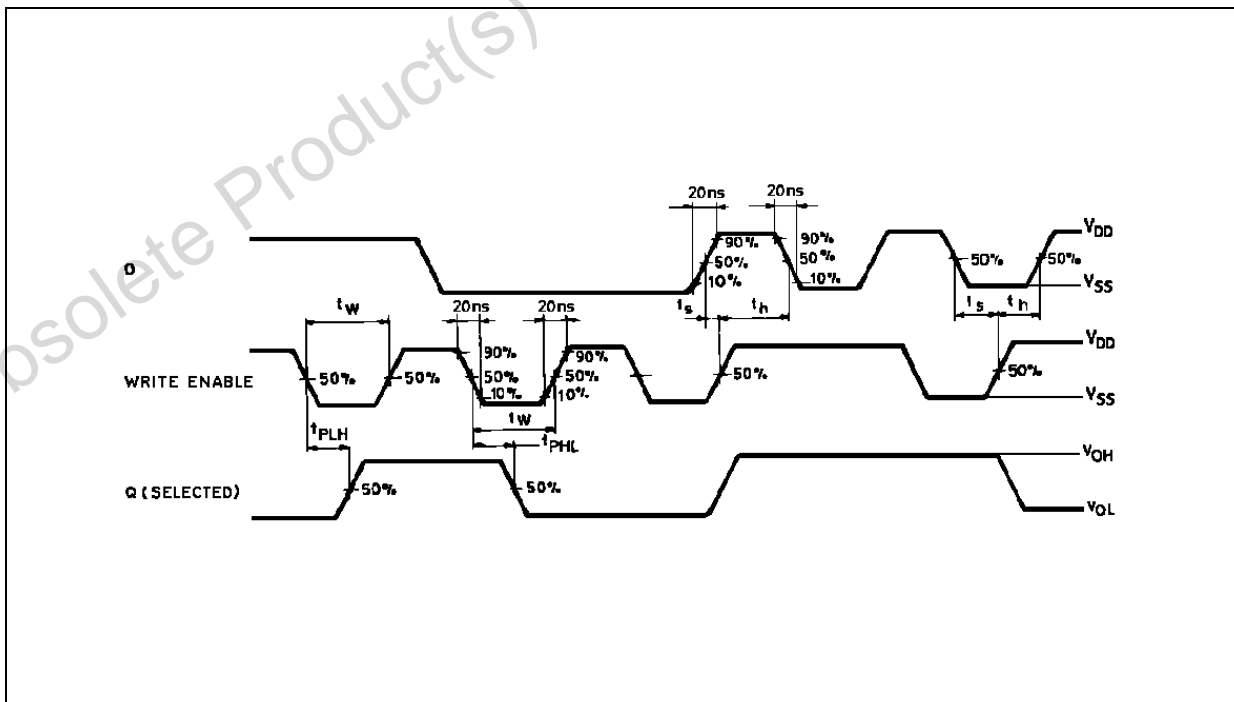 bsolete Product(s)
20ns 20ns
VDD
90% 90%
D 50% 50% 50% 50%
10% 10%
VSS
tW 20ns 20ns ts th ts th
VDD
90% 90%
WRITE ENABLE 50% 50% 50% 50% 50% 50%
10% 10%
VSS
tW
tPLH tPHL
VOH
Q (SELECTED) 50% 50%
VOL